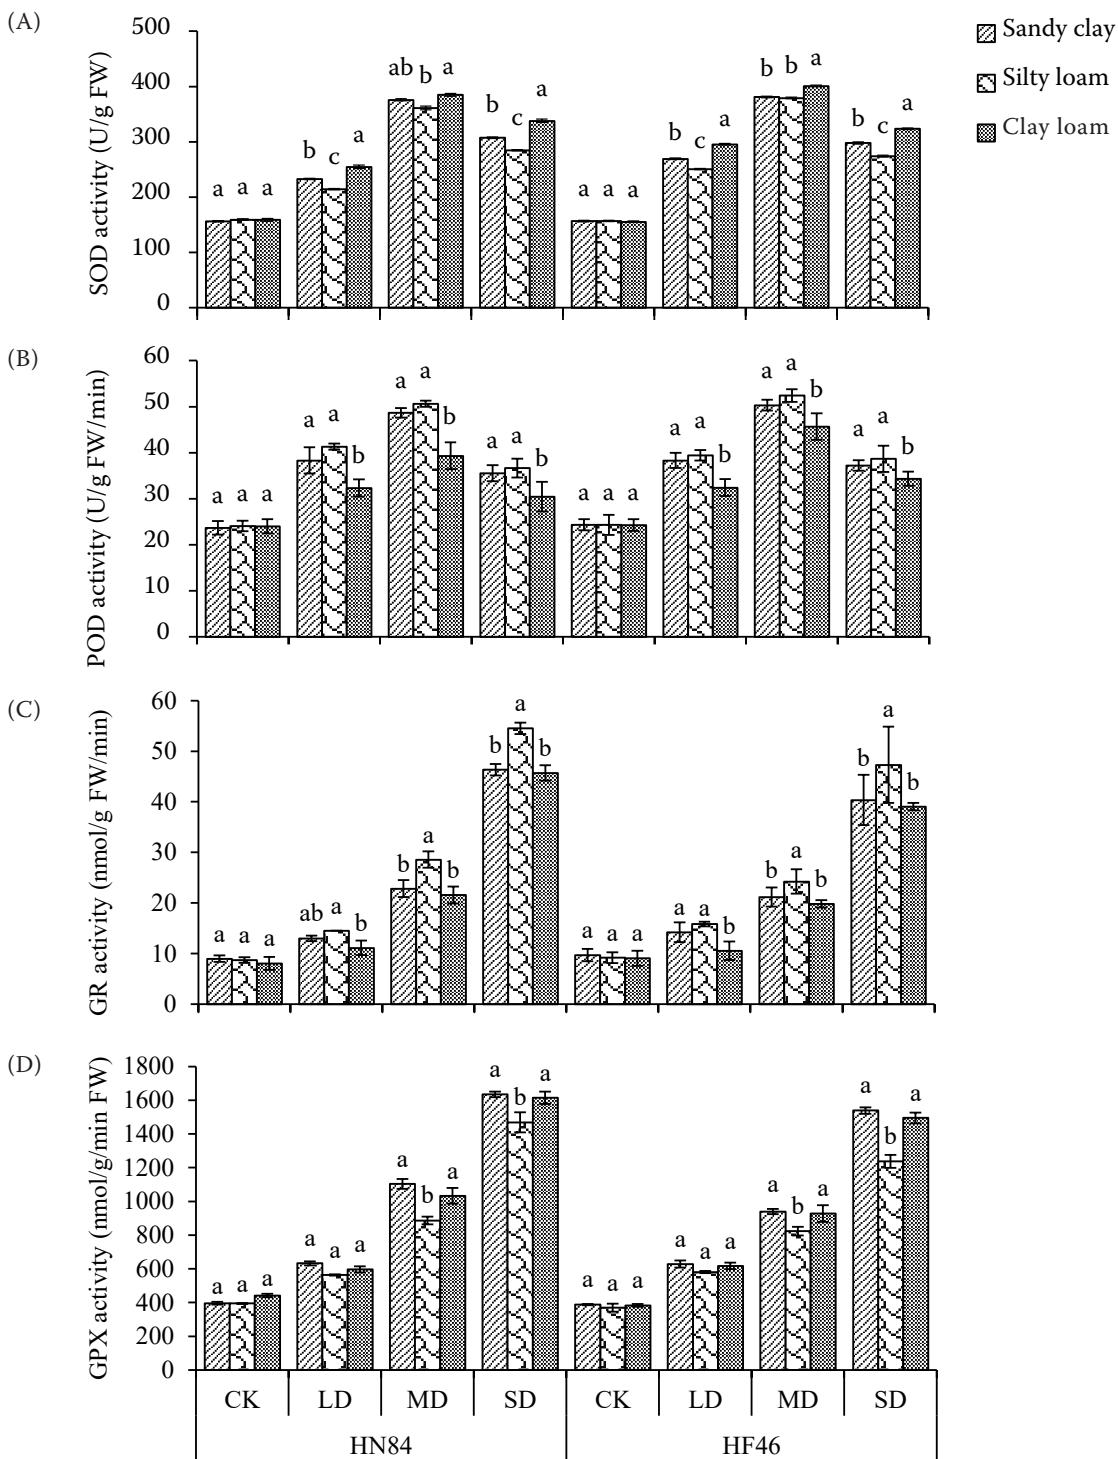 (A)
SOD activity (U/g FW)
500
400
300
200
100
0
a a a b c a ab b a b c a a a a b c a b b a b c a
Sandy clay
Silty loam
Clay loam
(B)
POD activity (U/g FW/min)
60
50
40
30
20
10
0
a a a a a b a a b a a b a a a a a b a a b a a b
(C)
GR activity (nmol/g FW/min)
60
50
40
30
20
10
0
a a a ab a b b a b b a b a a a a a b b a b b a b
(D)
GPX activity (nmol/g/min FW)
1800
1600
1400
1200
1000
800
600
400
200
0
a a a a a a a b a a b a a a a a a a a b a a b a
CK LD MD SD CK LD MD SD
HN84 HF46